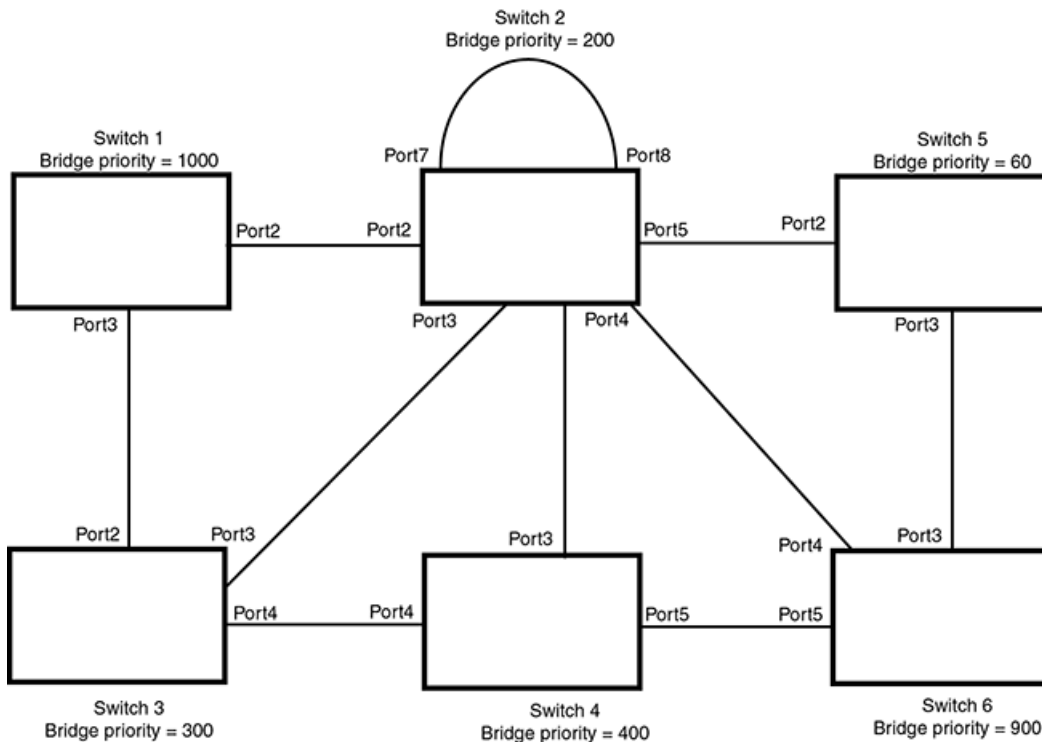 Switch 2
Bridge priority = 200
Switch 1
Bridge priority = 1000
Port7
Port8
Switch 5
Bridge priority = 60
Port2
Port2
Port5
Port2
Port3
Port3
Port4
Port3
Port2
Port3
Port3
Port4
Port3
Port4
Port4
Port5
Port5
Switch 3
Bridge priority = 300
Switch 4
Bridge priority = 400
Switch 6
Bridge priority = 900